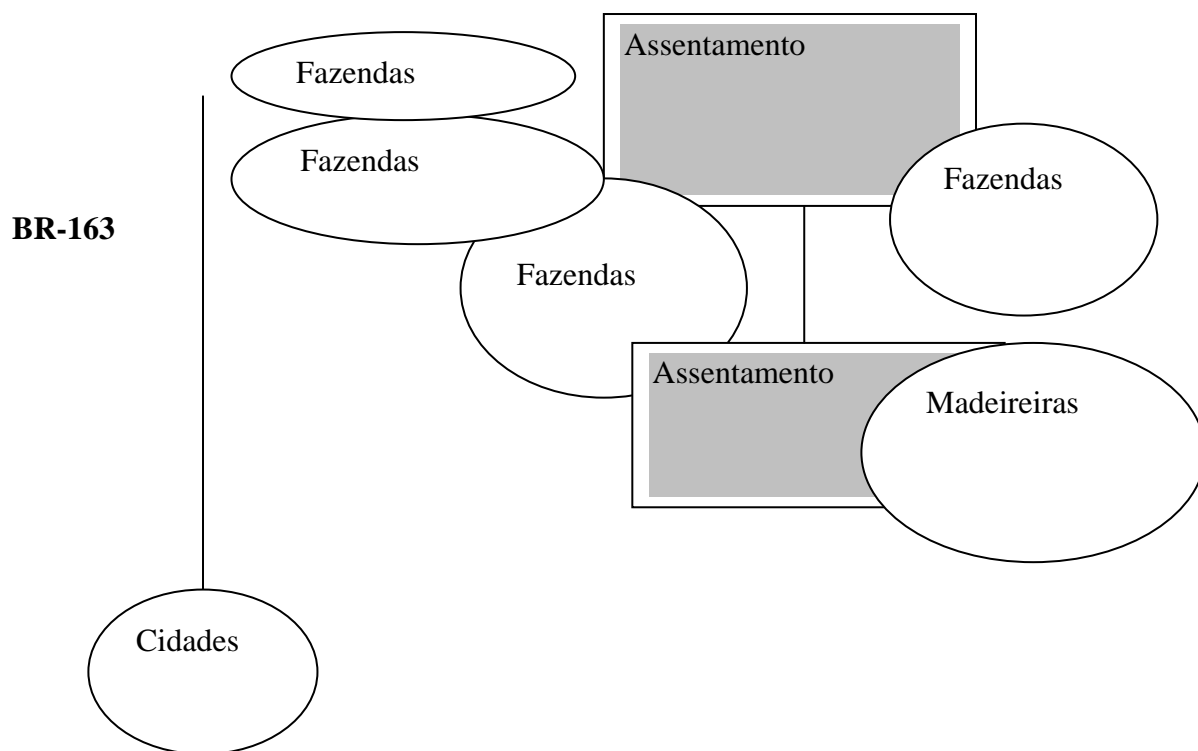 Assentamento
Fazendas
Fazendas
Fazendas
BR-163
Fazendas
Assentamento
Madeireiras
Cidades